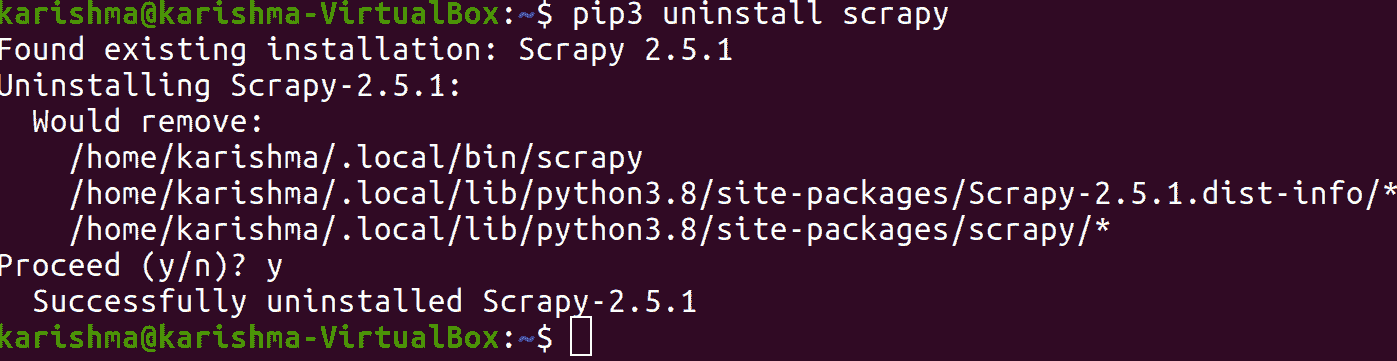 karishma@karishma-VirtualBox:~$ pip3 uninstall scrapy
Found existing installation: Scrapy 2.5.1
Uninstalling Scrapy-2.5.1:
  Would remove:
    /home/karishma/.local/bin/scrapy
    /home/karishma/.local/lib/python3.8/site-packages/Scrapy-2.5.1.dist-info/*
    /home/karishma/.local/lib/python3.8/site-packages/scrapy/*
Proceed (y/n)? y
  Successfully uninstalled Scrapy-2.5.1
karishma@karishma-VirtualBox:~$